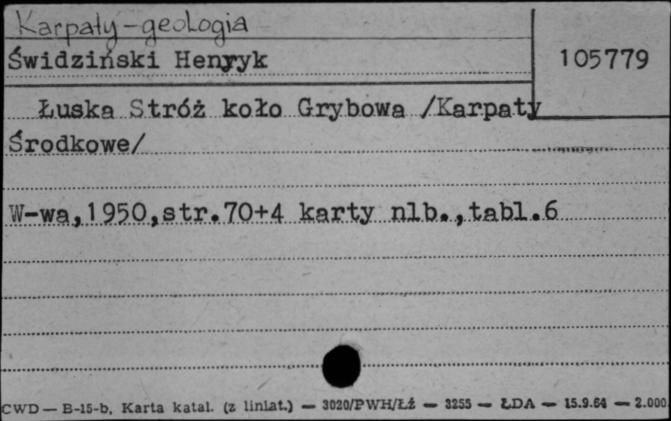 Karpaty-geologia
Świdziński Henryk
105779
Łuska Stróż koło Grybowa /Karpaty
Środkowe/
W-wa,1950,str.70+4 karty nlb.,tabl.6
CWD — B-15-b, Karta katal. (z liniat.) — 3020/PWH/Łź — 3255 — ŁDA — 15.9.64 — 2.000